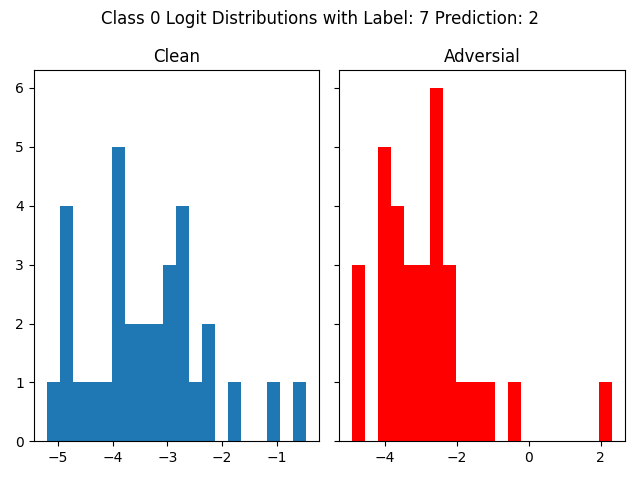 Class 0 Logit Distributions with Label: 7 Prediction: 2
Clean
Adversial
6
5
4
3
2
1
0
−5 −4 −3 −2 −1
−4 −2 0 2